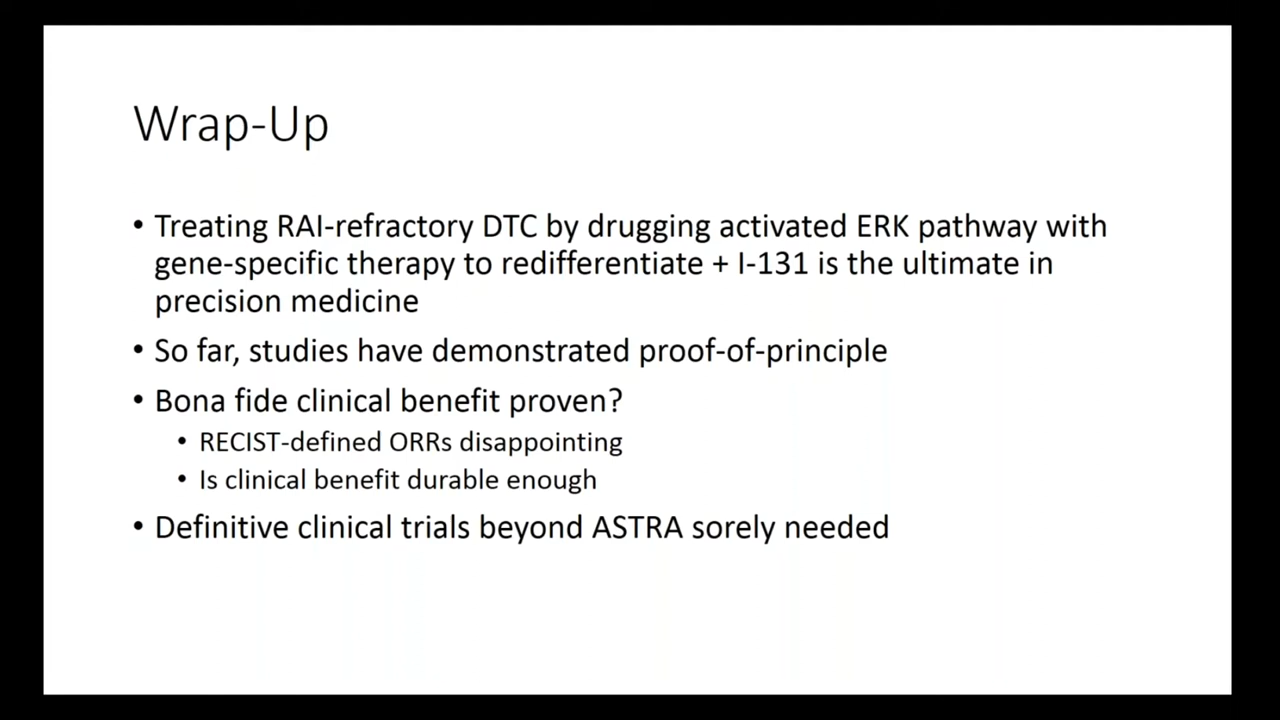 Wrap-Up
• Treating RAI-refractory DTC by drugging activated ERK pathway with
gene-specific therapy to redifferentiate + I-131 is the ultimate in
precision medicine
• So far, studies have demonstrated proof-of-principle
• Bona fide clinical benefit proven?
• RECIST-defined ORRs disappointing
• Is clinical benefit durable enough
• Definitive clinical trials beyond ASTRA sorely needed